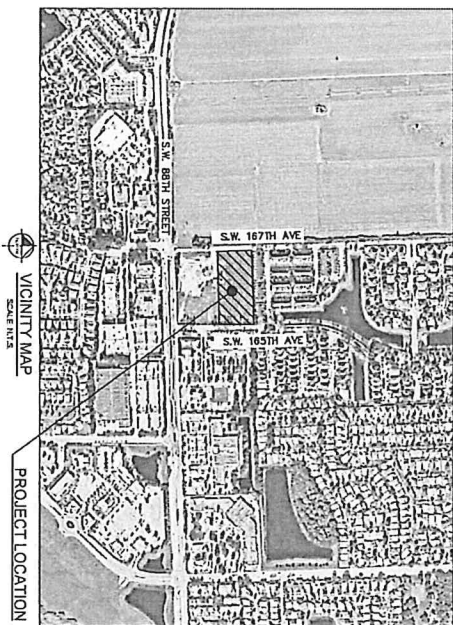 S.W. 88TH STREET
S.W. 167TH AVE
S.W. 165TH AVE
VICINITY MAP
SCALE: N.T.S.
PROJECT LOCATION